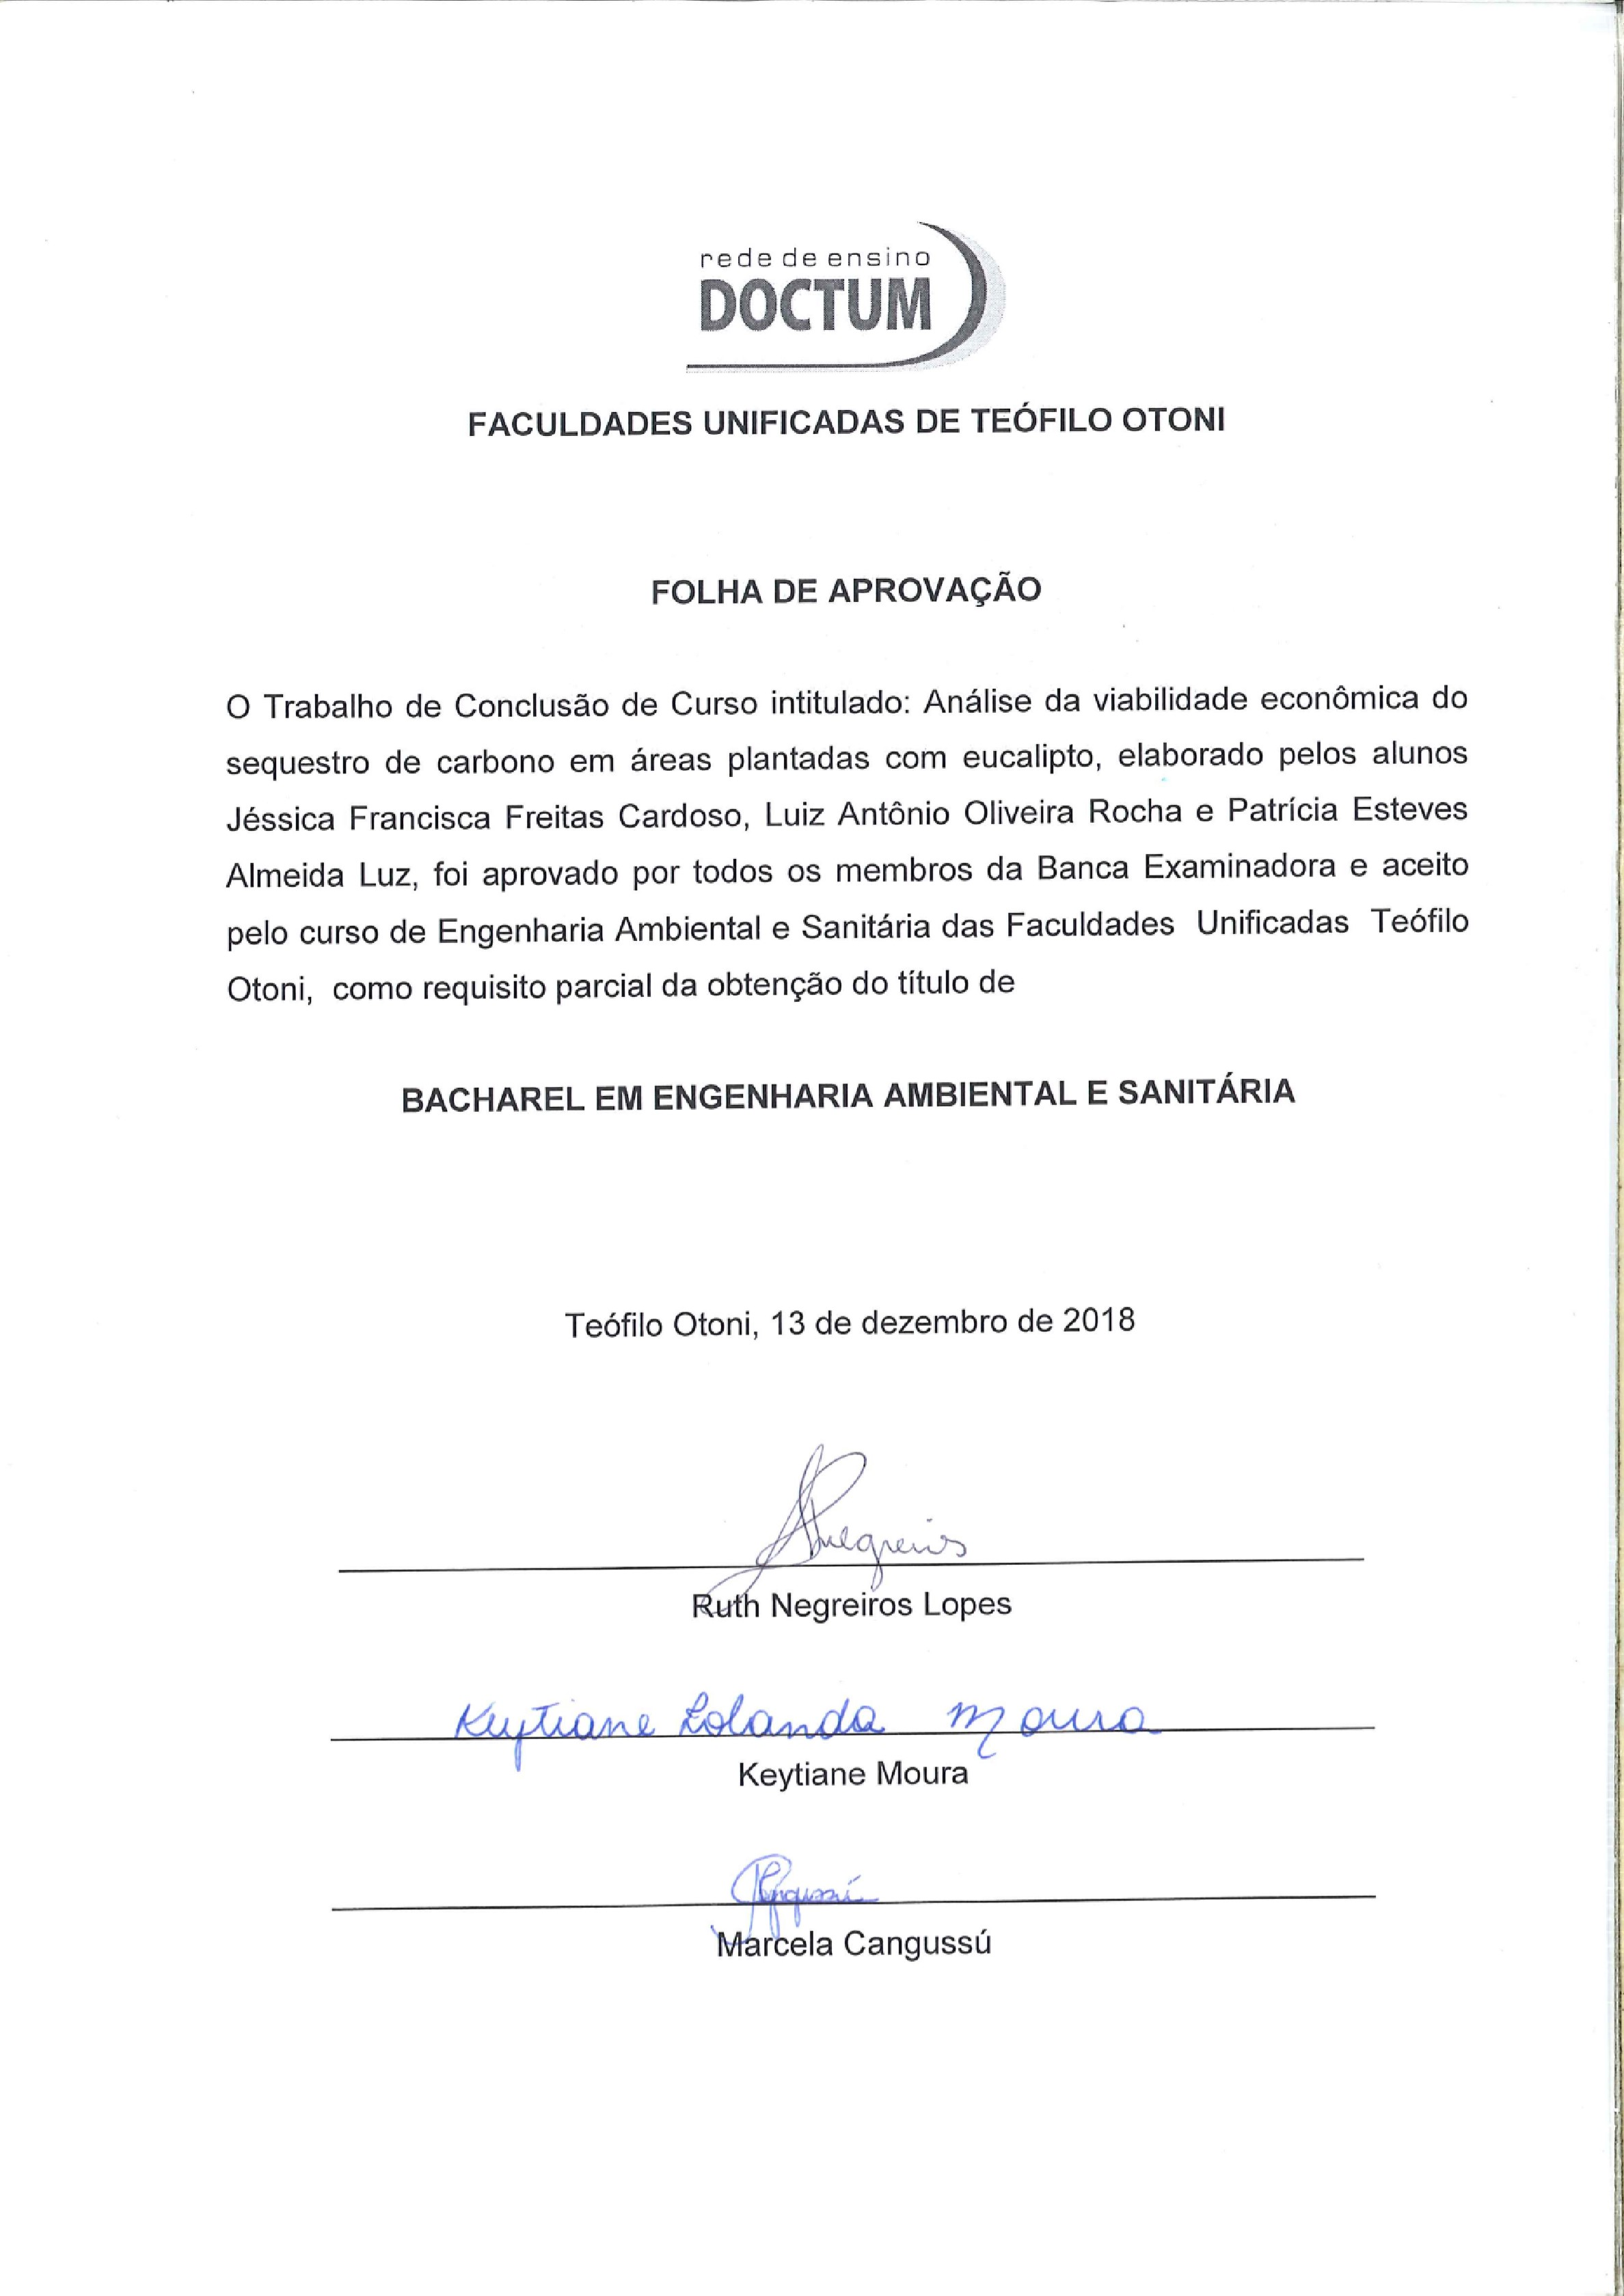 rede de ensino
DOCTUM
FACULDADES UNIFICADAS DE TEÓFILO OTONI
FOLHA DE APROVAÇÃO
O Trabalho de Conclusão de Curso intitulado: Análise da viabilidade econômica do
sequestro de carbono em áreas plantadas com eucalipto, elaborado pelos alunos
Jéssica Francisca Freitas Cardoso, Luiz Antônio Oliveira Rocha e Patrícia Esteves
Almeida Luz, foi aprovado por todos os membros da Banca Examinadora e aceito
pelo curso de Engenharia Ambiental e Sanitária das Faculdades Unificadas Teófilo
Otoni, como requisito parcial da obtenção do título de
BACHAREL EM ENGENHARIA AMBIENTAL E SANITÁRIA
Teófilo Otoni, 13 de dezembro de 2018
Negreiros
Ruth Negreiros Lopes
Keytiane Lolanda Moura
Keytiane Moura
Cangussú
Marcela Cangussú